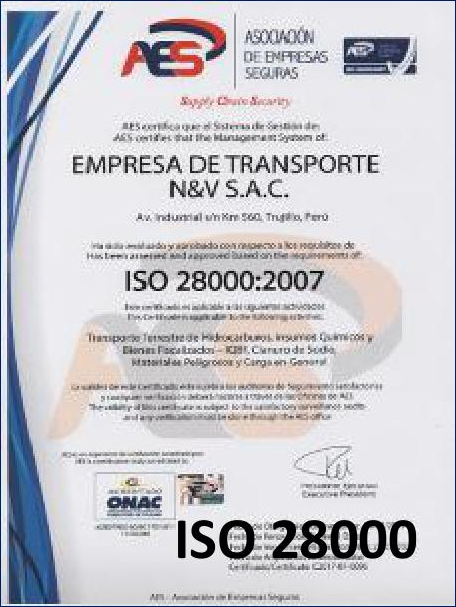 AES
ASOCIACIÓN
DE EMPRESAS
SEGURAS
Supply Chain Security
AES certifica que el Sistema de Gestión de:
AES certifies that the Management System of:
EMPRESA DE TRANSPORTE
N&V S.A.C.
Av. Industrial s/n Km 560, Trujillo, Perú
Ha sido evaluado y aprobado con respecto a los requisitos de
Has been assessed and approved based on the requirements of:
ISO 28000:2007
Este certificado es aplicable a las siguientes actividades
This Certificate is applicable to the following activities:
Transporte Terrestre de Hidrocarburos, Insumos Químicos y
Bienes Fiscalizados – IQBF, Cianuro de Sodio,
Materiales Peligrosos y Carga en General
La validez de este Certificado está sujeta a las auditorías de Seguimiento satisfactorias
y cualquier verificación deberá hacerse a través de las Oficinas de AES
The validity of this certificate is subject to the satisfactory surveillance audits
and any verification must be done through the AES office
Presidente Ejecutivo
Executive President
ACREDITADO
ONAC
ISO 28000
Certificado/Certificate
AES - Asociación de Empresas Seguras